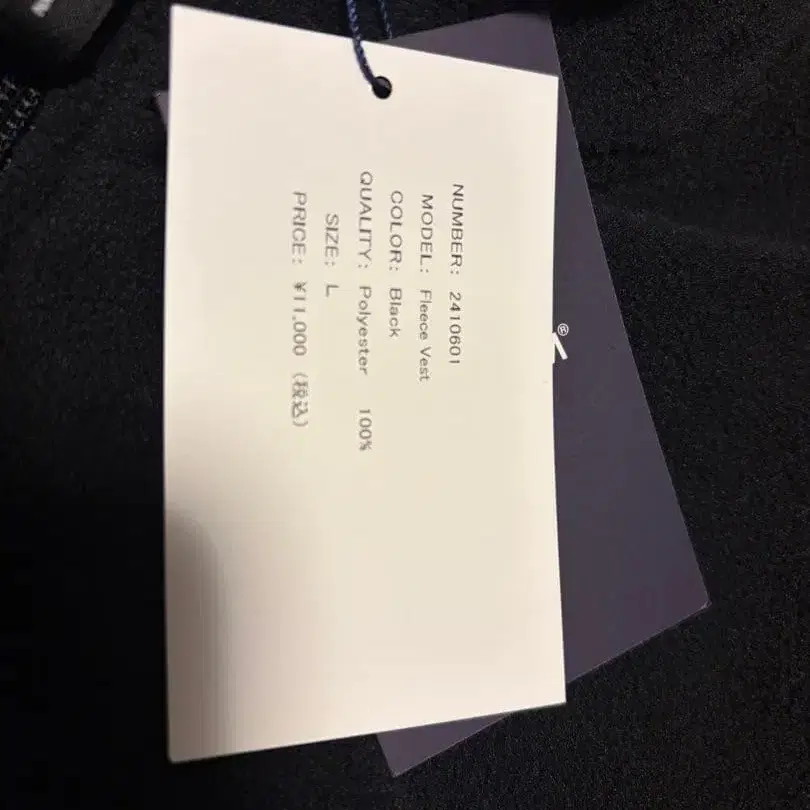 NUMBER: 2410601
MODEL: Fleece Vest
COLOR: Black
QUALITY: Polyester 100%
SIZE: L
PRICE: ¥11,000 (税込)
®